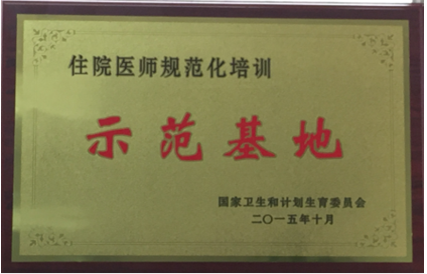 住院医师规范化培训
示范基地
国家卫生和计划生育委员会
二〇一五年十月